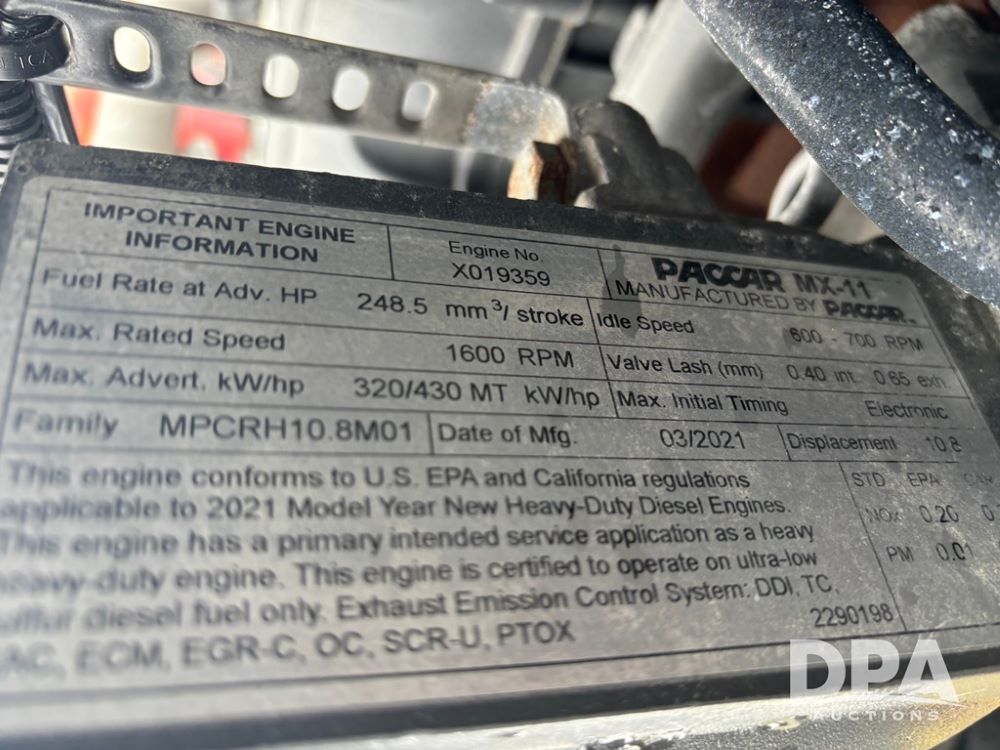 IMPORTANT ENGINE
INFORMATION
Engine No.
X019359
PACCAR MX-11
MANUFACTURED BY PACCAR
Fuel Rate at Adv. HP 248.5 mm³/ stroke
Idle Speed 600 - 700 RPM
Max. Rated Speed 1600 RPM
Valve Lash (mm) 0.40 int. 0.65 exh.
Max. Advert. kW/hp 320/430 MT kW/hp
Max. Initial Timing Electronic
Family MPCRH10.8M01
Date of Mfg. 03/2021
Displacement 10.8
This engine conforms to U.S. EPA and California regulations
applicable to 2021 Model Year New Heavy-Duty Diesel Engines.
This engine has a primary intended service application as a heavy
heavy-duty engine. This engine is certified to operate on ultra-low
sulfur diesel fuel only. Exhaust Emission Control System: DDI, TC,
AC, ECM, EGR-C, OC, SCR-U, PTOX
STD EPA
NOx 0.20 0
PM 0.01
2290198
DPA
AUCTIONS